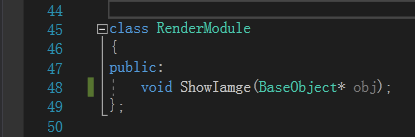 44
45 class RenderModule
46 {
47 public:
48 void ShowIamge(BaseObject* obj);
49 };
50